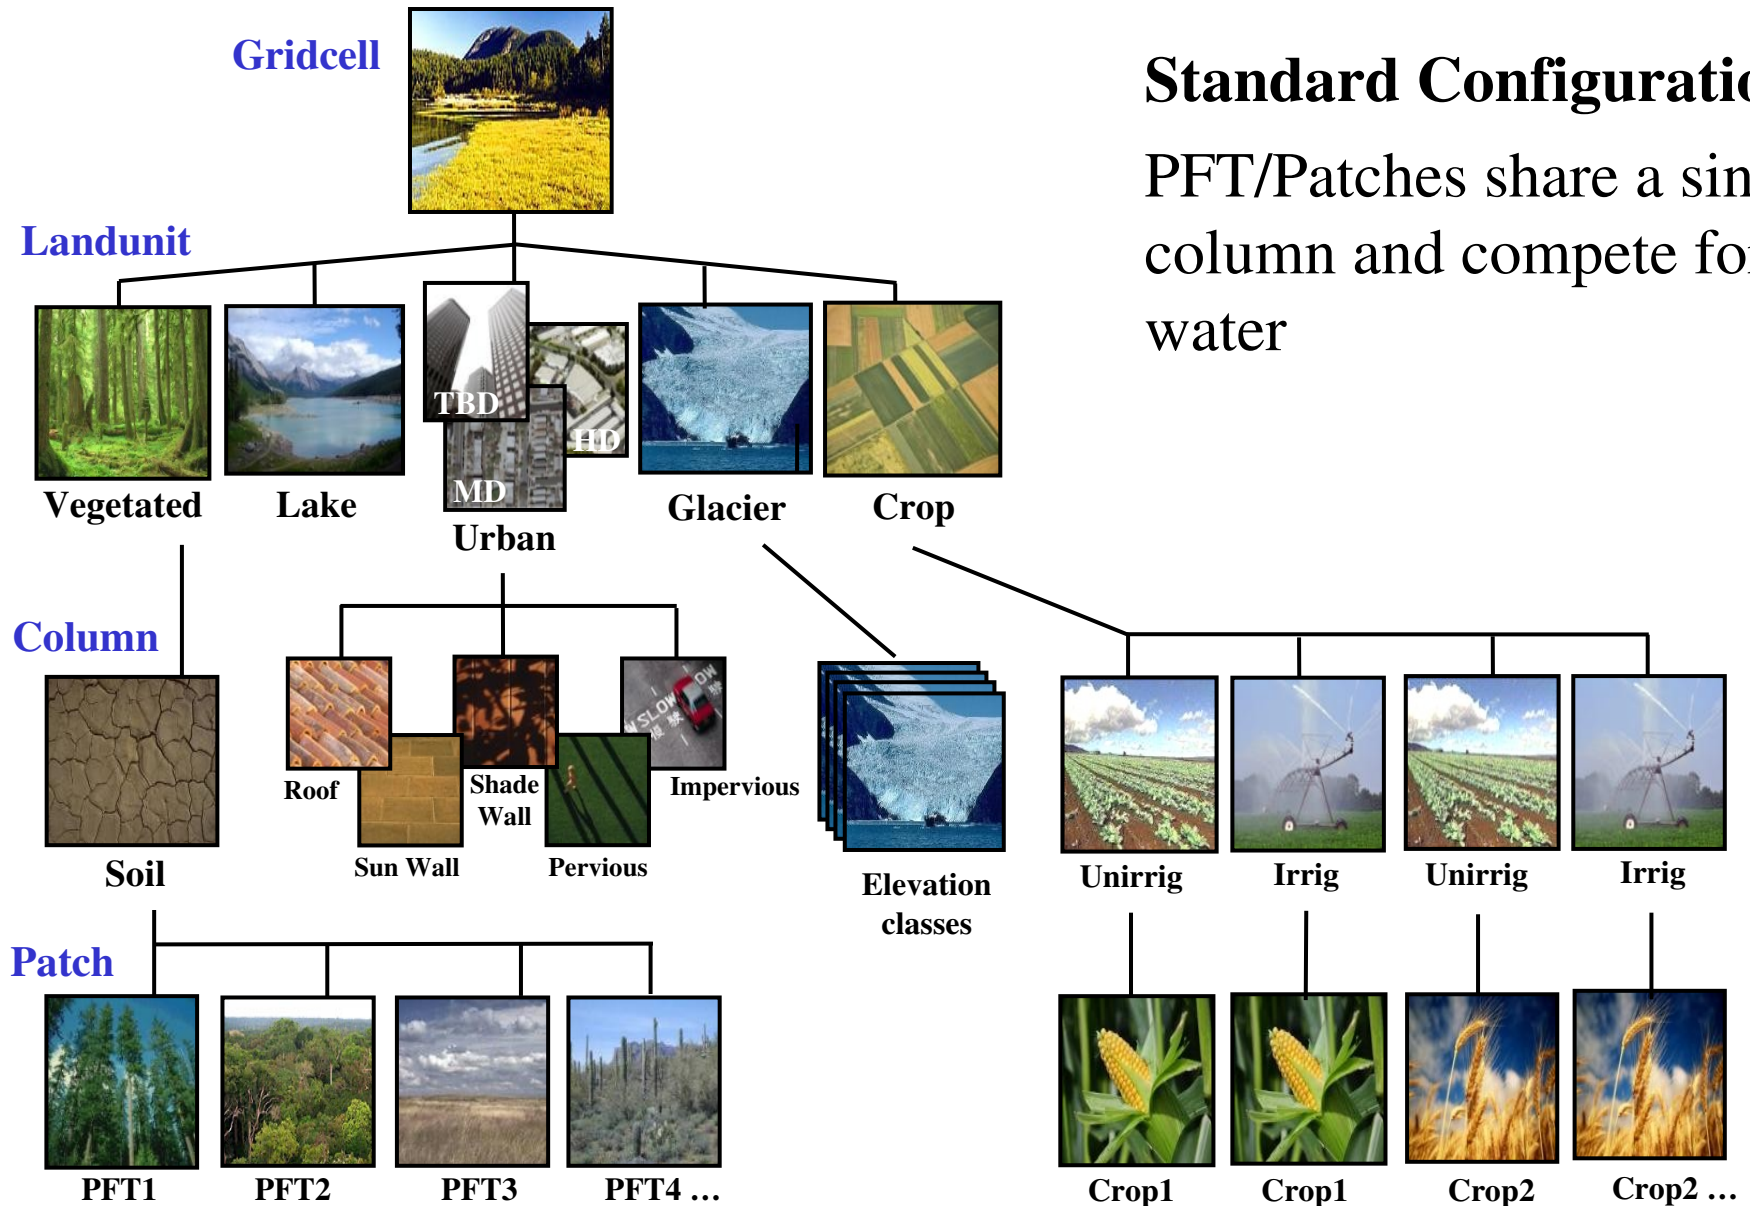 Gridcell
Standard Configuratio
PFT/Patches share a sin
column and compete for
water
Landunit
TBD
HD
MD
Vegetated
Lake
Urban
Glacier
Crop
Column
SLOW
Roof
Sun Wall
Shade
Wall
Pervious
Impervious
Soil
Elevation
classes
Unirrig
Irrig
Unirrig
Irrig
Patch
PFT1
PFT2
PFT3
PFT4 ...
Crop1
Crop1
Crop2
Crop2 ...